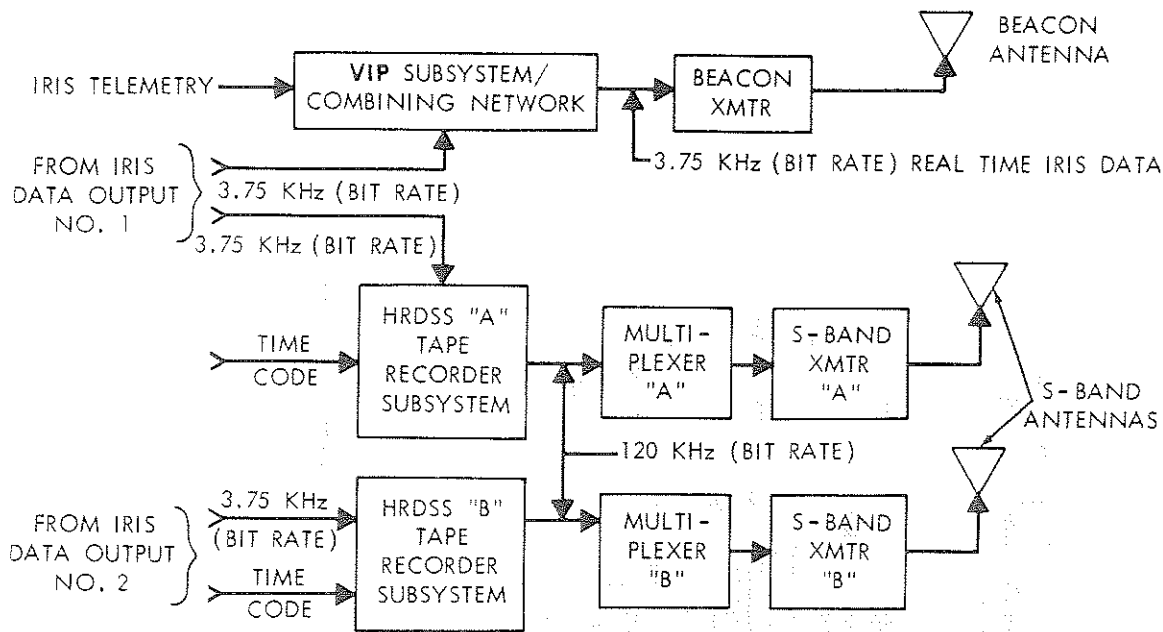 BEACON
ANTENNA
IRIS TELEMETRY
VIP SUBSYSTEM/
COMBINING NETWORK
BEACON
XMTR
3.75 KHz (BIT RATE) REAL TIME IRIS DATA
FROM IRIS
DATA OUTPUT
NO. 1
3.75 KHz (BIT RATE)
3.75 KHz (BIT RATE)
TIME
CODE
HRDSS "A"
TAPE
RECORDER
SUBSYSTEM
MULTI-
PLEXER
"A"
S-BAND
XMTR
"A"
S-BAND
ANTENNAS
120 KHz (BIT RATE)
FROM IRIS
DATA OUTPUT
NO. 2
3.75 KHz
(BIT RATE)
TIME
CODE
HRDSS "B"
TAPE
RECORDER
SUBSYSTEM
MULTI-
PLEXER
"B"
S-BAND
XMTR
"B"